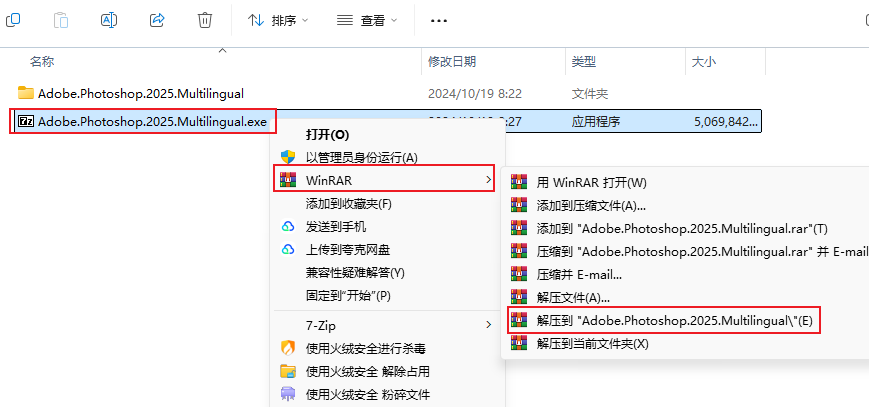 排序 查看
名称 修改日期 类型 大小
Adobe.Photoshop.2025.Multilingual 2024/10/19 8:22 文件夹
Adobe.Photoshop.2025.Multilingual.exe 应用程序 5,069,842...
打开(O)
以管理员身份运行(A)
WinRAR
添加到收藏夹(F)
发送到手机
上传到夸克网盘
兼容性疑难解答(Y)
固定到"开始"(P)
7-Zip
使用火绒安全进行杀毒
使用火绒安全 解除占用
使用火绒安全 粉碎文件
用 WinRAR 打开(W)
添加到压缩文件(A)...
添加到 "Adobe.Photoshop.2025.Multilingual.rar"(T)
压缩到 "Adobe.Photoshop.2025.Multilingual.rar" 并 E-mail
压缩并 E-mail...
解压文件(A)...
解压到 "Adobe.Photoshop.2025.Multilingual\"(E)
解压到当前文件夹(X)